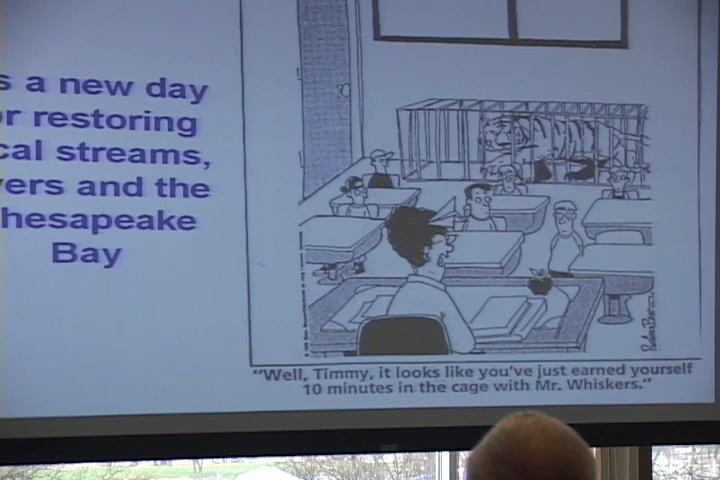 s a new day
r restoring
cal streams,
ers and the
hesapeake
Bay
"Well, Timmy, it looks like you've just earned yourself
10 minutes in the cage with Mr. Whiskers."